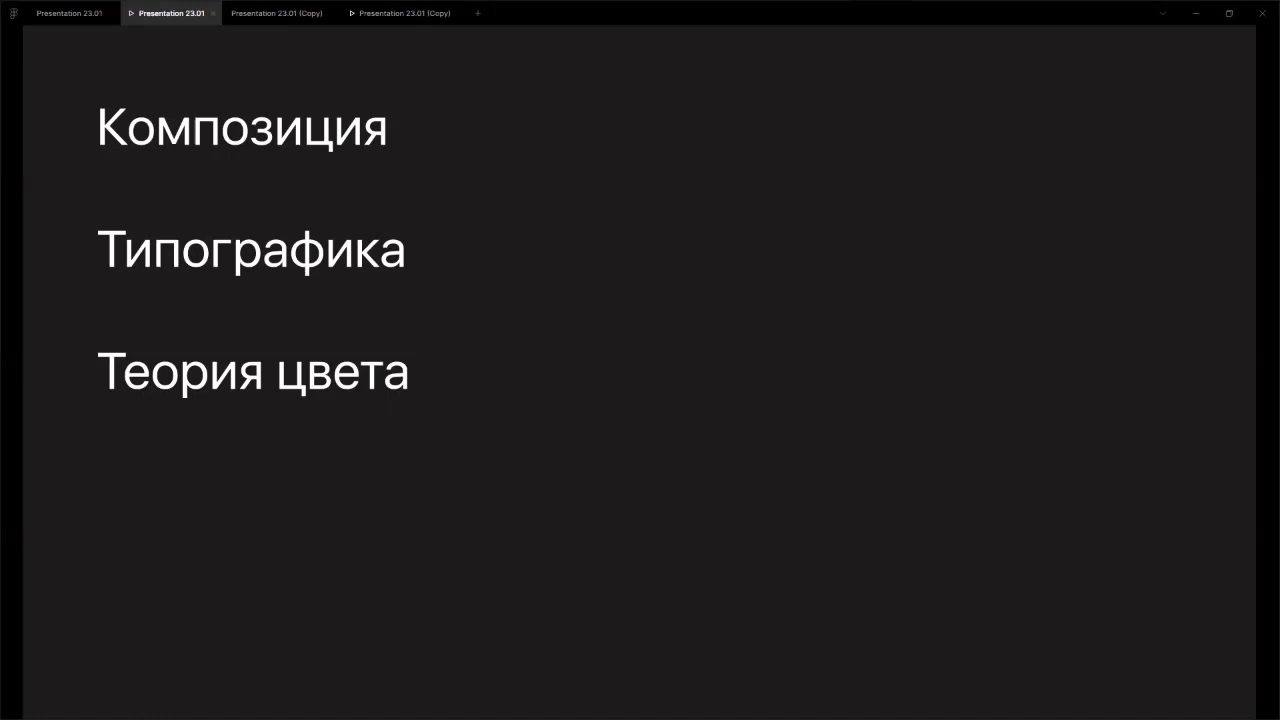 Presentation 23.01
Presentation 23.01
Presentation 23.01 (Copy)
Presentation 23.01 (Copy)
Композиция
Типографика
Теория цвета